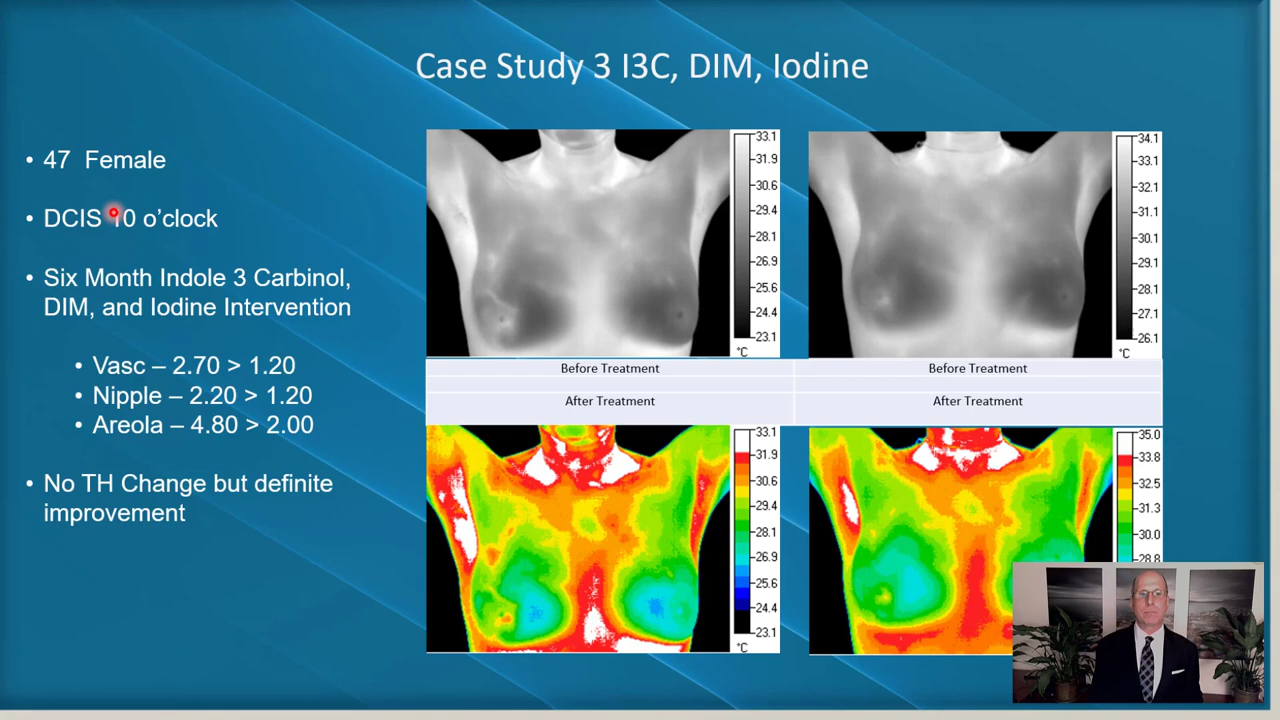 Case Study 3 I3C, DIM, Iodine
• 47 Female
• DCIS 10 o'clock
• Six Month Indole 3 Carbinol,
DIM, and Iodine Intervention
• Vasc – 2.70 > 1.20
• Nipple – 2.20 > 1.20
• Areola – 4.80 > 2.00
• No TH Change but definite
improvement
33.1
31.9
30.6
29.4
28.1
26.9
25.6
24.4
23.1
°C
34.1
33.1
32.1
31.1
30.1
29.1
28.1
27.1
26.1
°C
Before Treatment
Before Treatment
After Treatment
After Treatment
33.1
31.9
30.6
29.4
28.1
26.9
25.6
24.4
23.1
°C
35.0
33.8
32.5
31.3
30.0
28.8